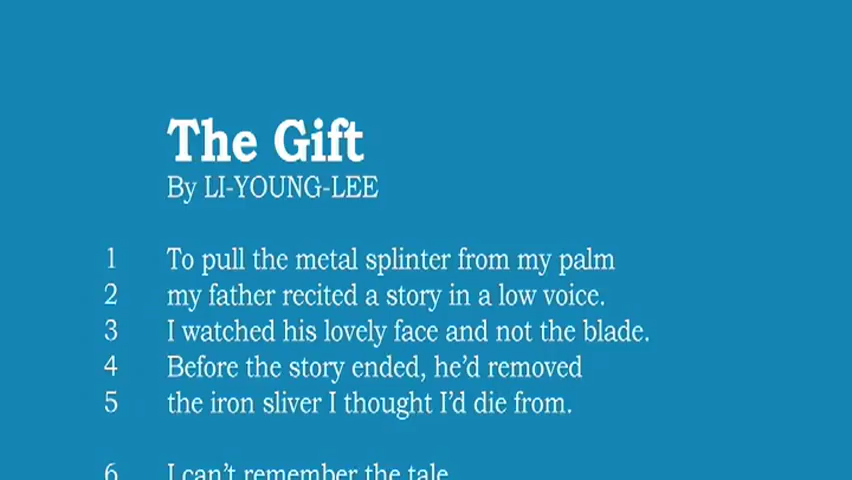 The Gift
By LI-YOUNG-LEE
1 To pull the metal splinter from my palm
2 my father recited a story in a low voice.
3 I watched his lovely face and not the blade.
4 Before the story ended, he’d removed
5 the iron sliver I thought I’d die from.
6 I can’t remember the tale